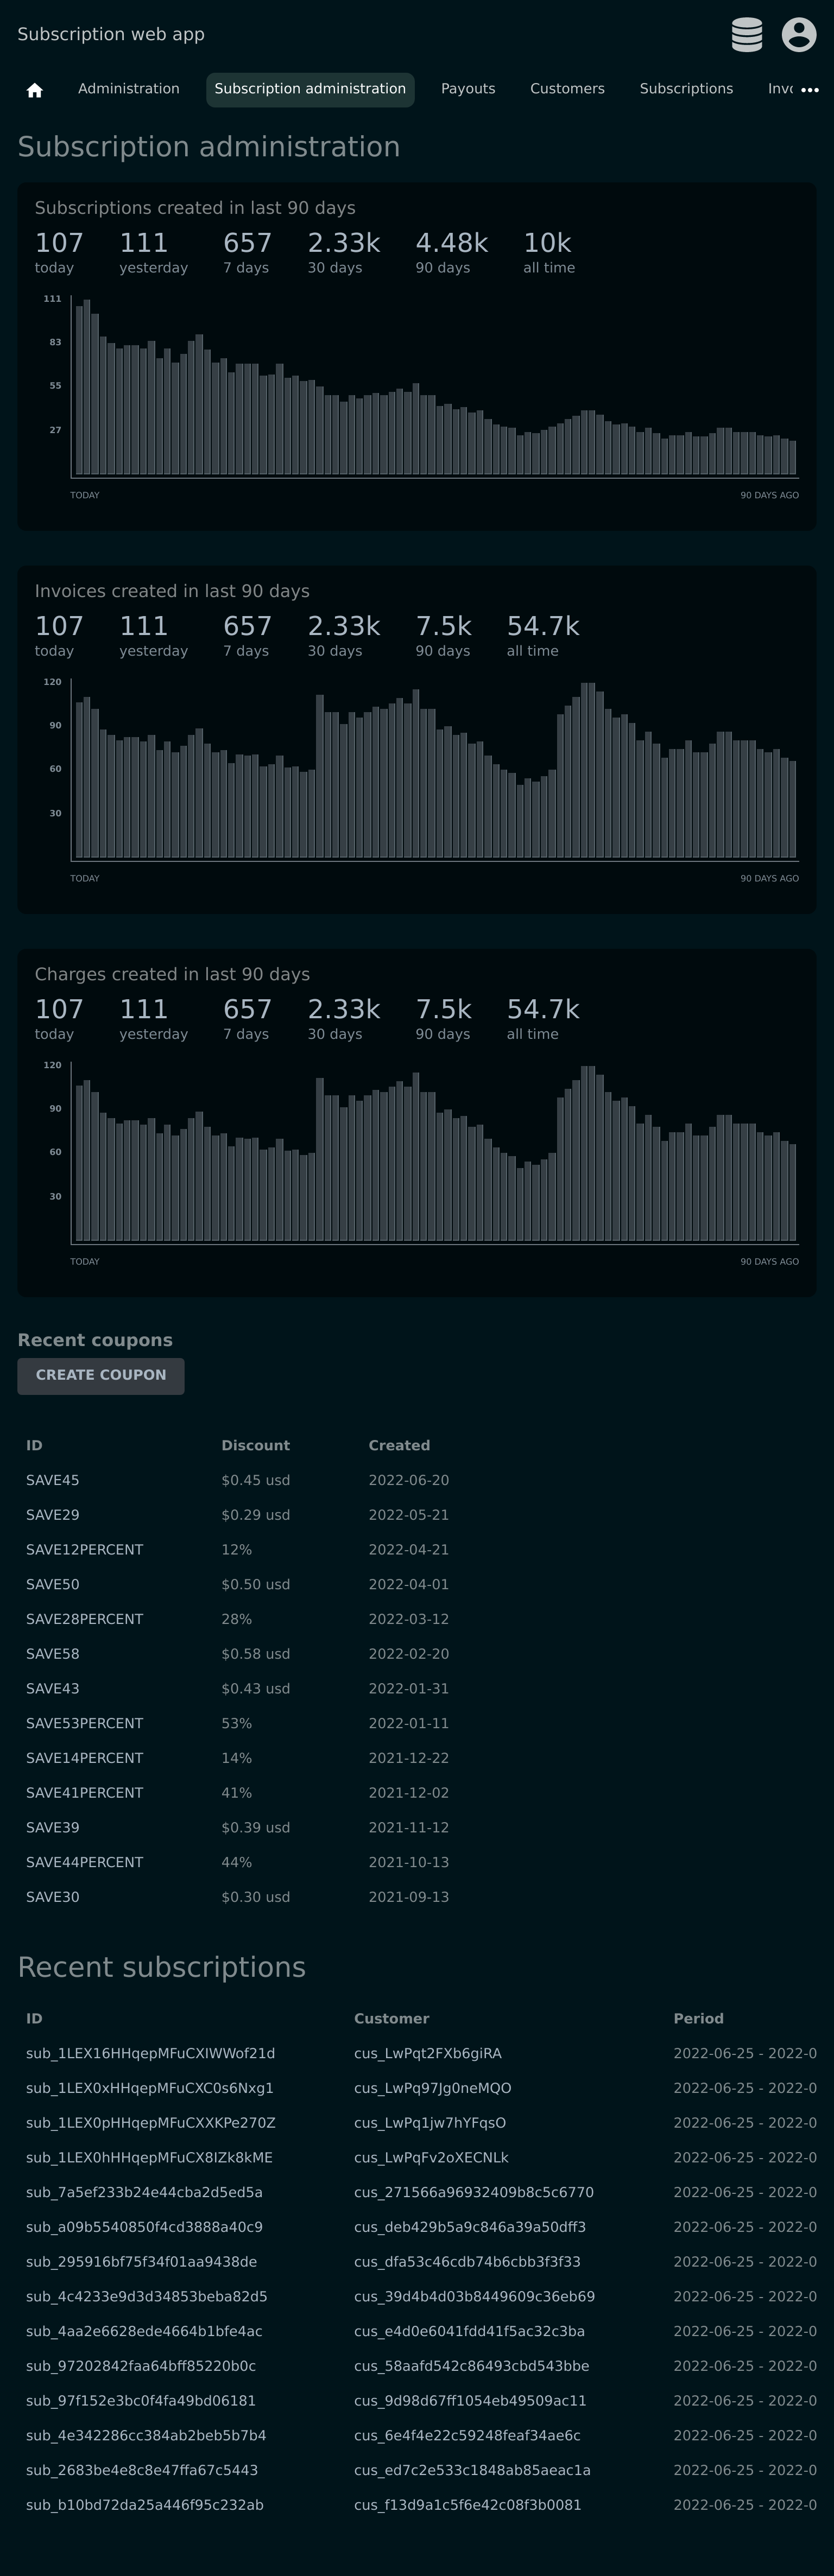 Subscription web app
Administration Subscription administration Payouts Customers Subscriptions
Subscription administration
Subscriptions created in last 90 days
107 111 657 2.33k 4.48k 10k
today yesterday 7 days 30 days 90 days all time
111
83
55
27
TODAY 90 DAYS AGO
Invoices created in last 90 days
107 111 657 2.33k 7.5k 54.7k
today yesterday 7 days 30 days 90 days all time
120
90
60
30
TODAY 90 DAYS AGO
Charges created in last 90 days
107 111 657 2.33k 7.5k 54.7k
today yesterday 7 days 30 days 90 days all time
120
90
60
30
TODAY 90 DAYS AGO
Recent coupons
CREATE COUPON
ID Discount Created
SAVE45 $0.45 usd 2022-06-20
SAVE29 $0.29 usd 2022-05-21
SAVE12PERCENT 12% 2022-04-21
SAVE50 $0.50 usd 2022-04-01
SAVE28PERCENT 28% 2022-03-12
SAVE58 $0.58 usd 2022-02-20
SAVE43 $0.43 usd 2022-01-31
SAVE53PERCENT 53% 2022-01-11
SAVE14PERCENT 14% 2021-12-22
SAVE41PERCENT 41% 2021-12-02
SAVE39 $0.39 usd 2021-11-12
SAVE44PERCENT 44% 2021-10-13
SAVE30 $0.30 usd 2021-09-13
Recent subscriptions
ID Customer Period
sub_1LEX16HHqepMFuCXIWWof21d cus_LwPqt2FXb6giRA 2022-06-25 - 2022-0
sub_1LEX0xHHqepMFuCXC0s6Nxg1 cus_LwPq97Jg0neMQO 2022-06-25 - 2022-0
sub_1LEX0pHHqepMFuCXXKPe270Z cus_LwPq1jw7hYFqsO 2022-06-25 - 2022-0
sub_1LEX0hHHqepMFuCX8IZk8kME cus_LwPqFv2oXECNLk 2022-06-25 - 2022-0
sub_7a5ef233b24e44cba2d5ed5a cus_271566a96932409b8c5c6770 2022-06-25 - 2022-0
sub_a09b5540850f4cd3888a40c9 cus_deb429b5a9c846a39a50dff3 2022-06-25 - 2022-0
sub_295916bf75f34f01aa9438de cus_dfa53c46cdb74b6cbb3f3f33 2022-06-25 - 2022-0
sub_4c4233e9d3d34853beba82d5 cus_39d4b4d03b8449609c36eb69 2022-06-25 - 2022-0
sub_4aa2e6628ede4664b1bfe4ac cus_e4d0e6041fdd41f5ac32c3ba 2022-06-25 - 2022-0
sub_97202842faa64bff85220b0c cus_58aafd542c86493cbd543bbe 2022-06-25 - 2022-0
sub_97f152e3bc0f4fa49bd06181 cus_9d98d67ff1054eb49509ac11 2022-06-25 - 2022-0
sub_4e342286cc384ab2beb5b7b4 cus_6e4f4e22c59248feaf34ae6c 2022-06-25 - 2022-0
sub_2683be4e8c8e47ffa67c5443 cus_ed7c2e533c1848ab85aeac1a 2022-06-25 - 2022-0
sub_b10bd72da25a446f95c232ab cus_f13d9a1c5f6e42c08f3b0081 2022-06-25 - 2022-0